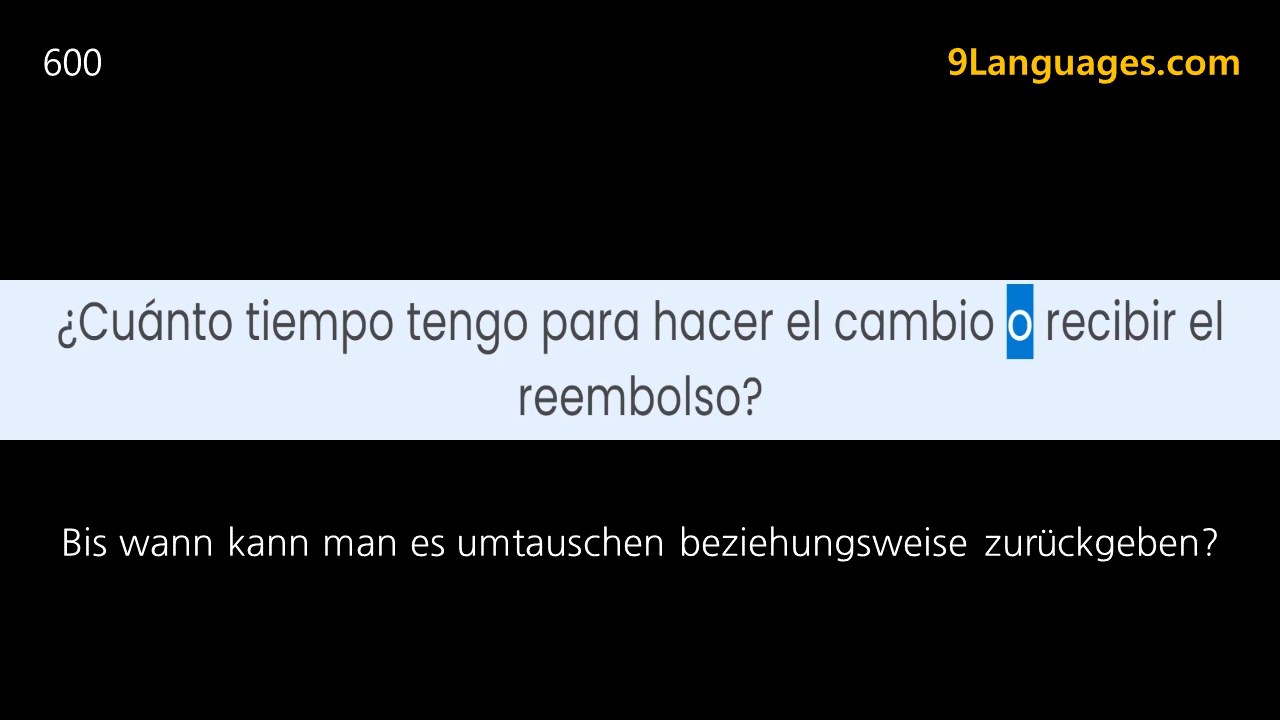 600
9Languages.com
¿Cuánto tiempo tengo para hacer el cambio o recibir el
reembolso?
Bis wann kann man es umtauschen beziehungsweise zurückgeben?